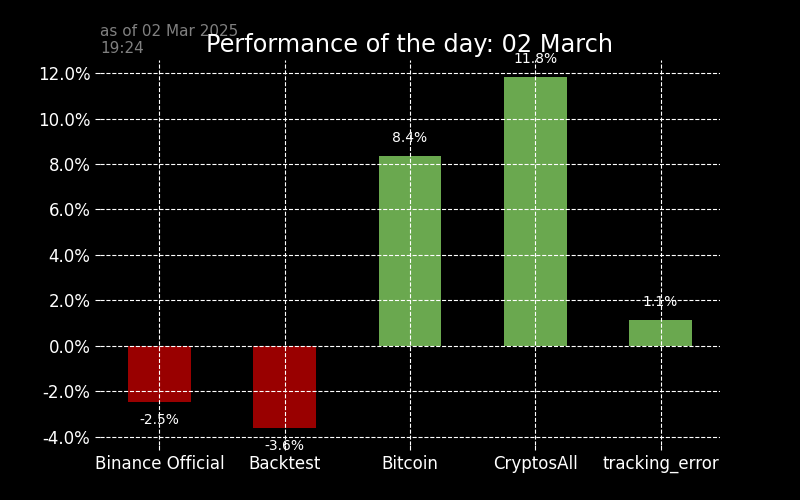 as of 02 Mar 2025
19:24
Performance of the day: 02 March
12.0%
10.0%
8.0%
6.0%
4.0%
2.0%
0.0%
-2.0%
-4.0%
-2.5%
-3.6%
8.4%
11.8%
1.1%
Binance Official
Backtest
Bitcoin
CryptosAll
tracking_error